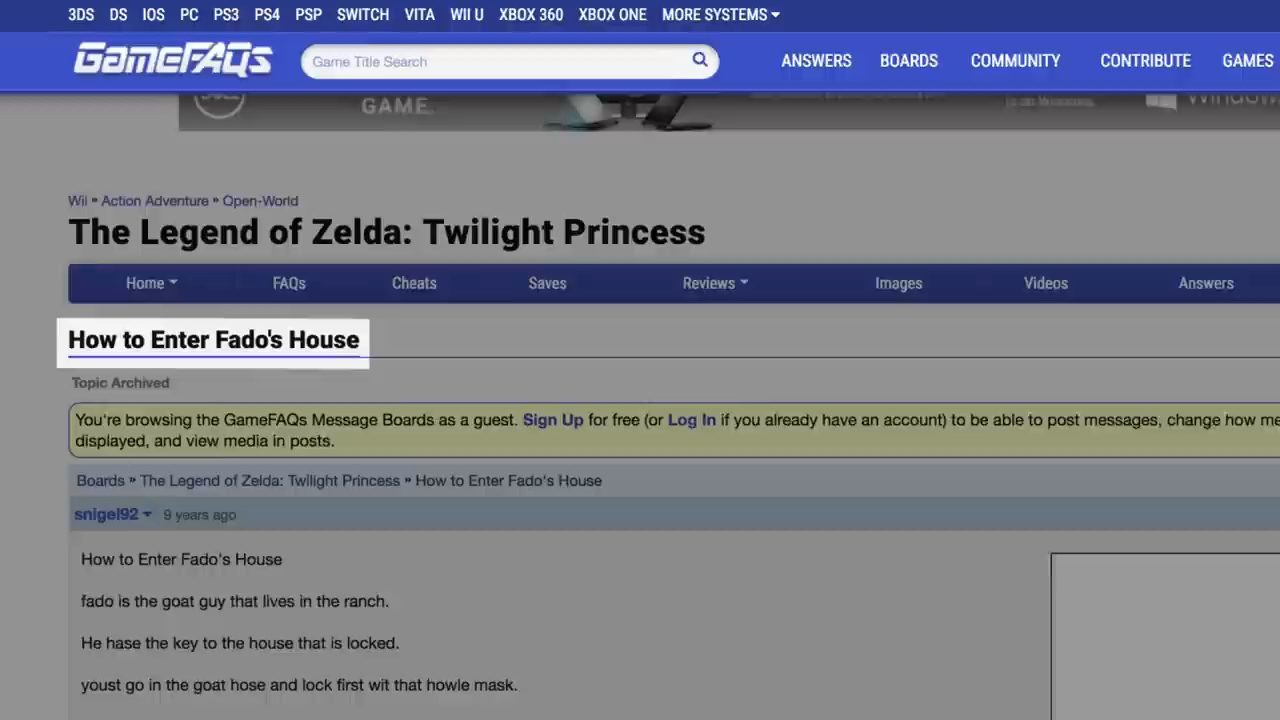 3DS DS IOS PC PS3 PS4 PSP SWITCH VITA WII U XBOX 360 XBOX ONE MORE SYSTEMS
GameFAQs Game Title Search ANSWERS BOARDS COMMUNITY CONTRIBUTE GAMES
GAME.
Wii » Action Adventure » Open-World
The Legend of Zelda: Twilight Princess
Home FAQs Cheats Saves Reviews Images Videos Answers
How to Enter Fado's House
Topic Archived
You're browsing the GameFAQs Message Boards as a guest. Sign Up for free (or Log In if you already have an account) to be able to post messages, change how me
displayed, and view media in posts.
Boards » The Legend of Zelda: Twilight Princess » How to Enter Fado's House
snigel92 9 years ago
How to Enter Fado's House
fado is the goat guy that lives in the ranch.
He hase the key to the house that is locked.
youst go in the goat hose and lock first wit that howle mask.